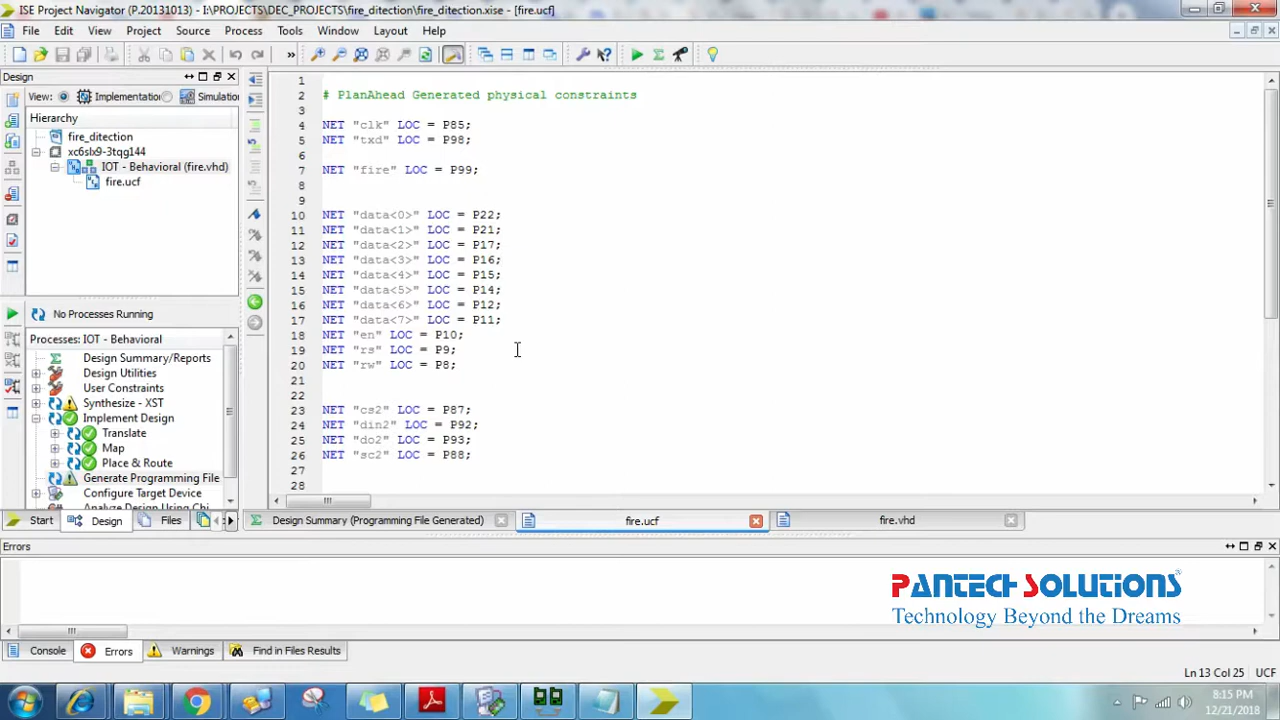 ISE Project Navigator (P.20131013) - I:\PROJECTS\DEC_PROJECTS\fire_ditection\fire_ditection.xise - [fire.ucf]
File Edit View Project Source Process Tools Window Layout Help
»
Design
View: Implementation Simulatio
Hierarchy
fire_ditection
xc6slx9-3tqg144
IOT - Behavioral (fire.vhd)
fire.ucf
No Processes Running
Processes: IOT - Behavioral
Design Summary/Reports
Design Utilities
User Constraints
Synthesize - XST
Implement Design
Translate
Map
Place & Route
Generate Programming File
Configure Target Device
Analyze Design Using Chi
Start Design Files
1
2 # PlanAhead Generated physical constraints
3
4 NET "clk" LOC = P85;
5 NET "txd" LOC = P98;
6
7 NET "fire" LOC = P99;
8
9
10 NET "data<0>" LOC = P22;
11 NET "data<1>" LOC = P21;
12 NET "data<2>" LOC = P17;
13 NET "data<3>" LOC = P16;
14 NET "data<4>" LOC = P15;
15 NET "data<5>" LOC = P14;
16 NET "data<6>" LOC = P12;
17 NET "data<7>" LOC = P11;
18 NET "en" LOC = P10;
19 NET "rs" LOC = P9;
20 NET "rw" LOC = P8;
21
22
23 NET "cs2" LOC = P87;
24 NET "din2" LOC = P92;
25 NET "do2" LOC = P93;
26 NET "sc2" LOC = P88;
27
28
Design Summary (Programming File Generated) fire.ucf fire.vhd
Errors
PANTECH SOLUTIONS®
Technology Beyond the Dreams
Console Errors Warnings Find in Files Results
Ln 13 Col 25 UCF
8:15 PM
12/21/2018